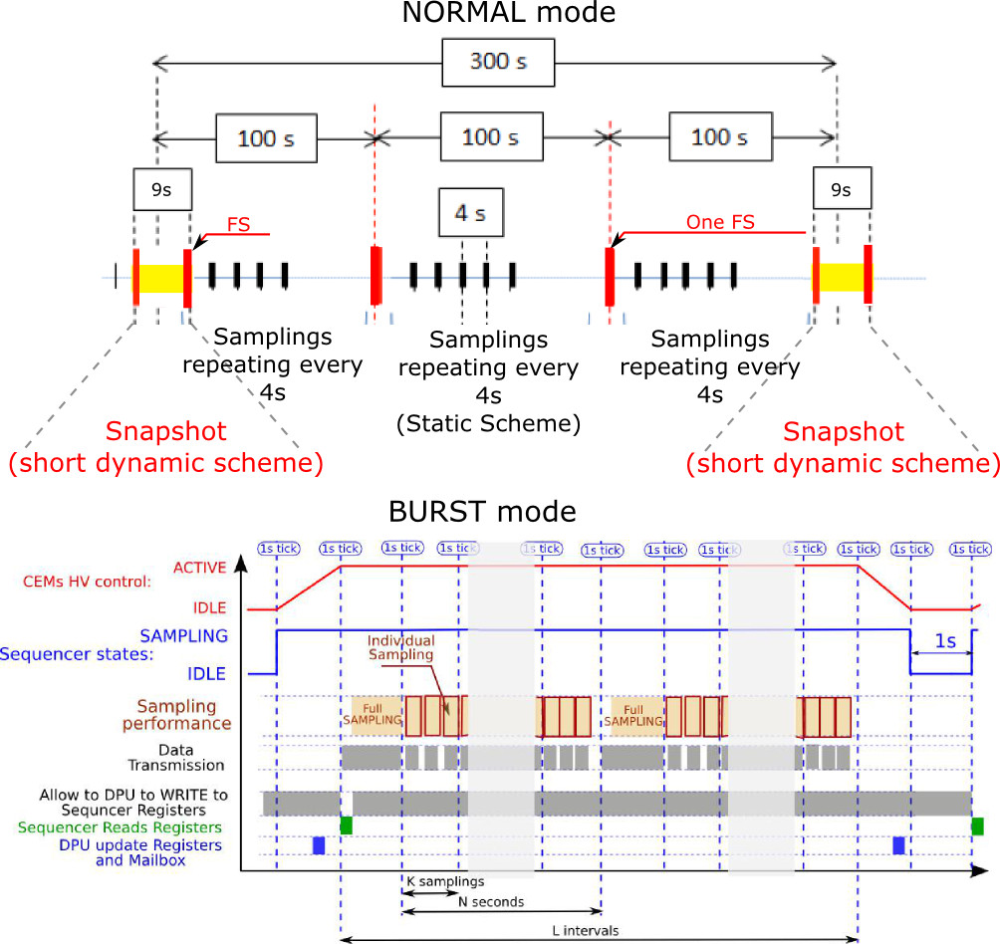 NORMAL mode
300 s
100 s
100 s
100 s
9s
9s
4 s
FS
One FS
Samplings
repeating every
4s
Samplings
repeating every
4s
(Static Scheme)
Samplings
repeating every
4s
Snapshot
(short dynamic scheme)
Snapshot
(short dynamic scheme)
BURST mode
1s tick
1s tick
1s tick
1s tick
1s tick
1s tick
1s tick
1s tick
1s tick
1s tick
1s tick
1s tick
CEMs HV control:
ACTIVE
IDLE
Sequencer states:
SAMPLING
IDLE
1s
Individual
Sampling
Sampling
performance
Full
SAMPLING
Full
SAMPLING
Data
Transmission
Allow to DPU to WRITE to
Sequncer Registers
Sequencer Reads Registers
DPU update Registers
and Mailbox
K samplings
N seconds
L intervals